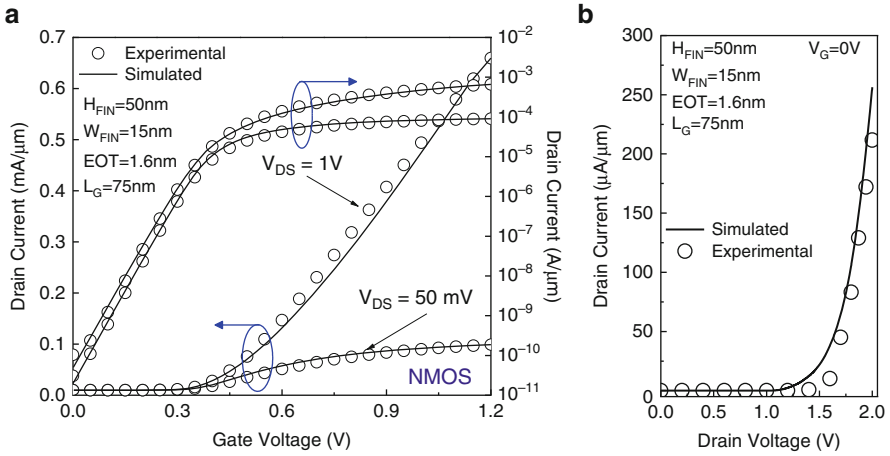 a
Experimental
Simulated
H_FIN=50nm
W_FIN=15nm
EOT=1.6nm
L_G=75nm
V_DS = 1V
V_DS = 50 mV
NMOS
0.7
0.6
0.5
0.4
0.3
0.2
0.1
0.0
Drain Current (mA/μm)
10^−2
10^−3
10^−4
10^−5
10^−6
10^−7
10^−8
10^−9
10^−10
10^−11
Drain Current (A/μm)
0.0 0.3 0.6 0.9 1.2
Gate Voltage (V)
b
H_FIN=50nm
V_G=0V
W_FIN=15nm
EOT=1.6nm
L_G=75nm
Simulated
Experimental
300
250
200
150
100
50
0
Drain Current (μA/μm)
0.0 0.5 1.0 1.5 2.0
Drain Voltage (V)